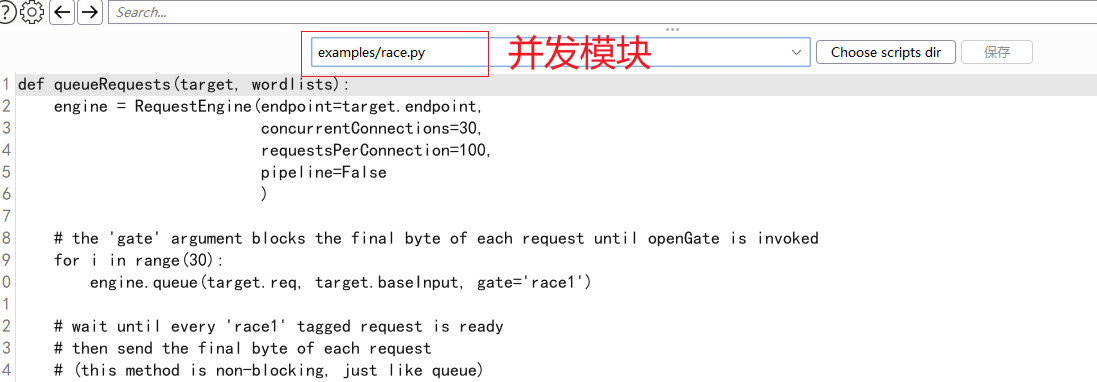 Search...
examples/race.py
并发模块
Choose scripts dir
保存
1 def queueRequests(target, wordlists):
2     engine = RequestEngine(endpoint=target.endpoint,
3                            concurrentConnections=30,
4                            requestsPerConnection=100,
5                            pipeline=False
6                            )
7
8     # the 'gate' argument blocks the final byte of each request until openGate is invoked
9     for i in range(30):
0         engine.queue(target.req, target.baseInput, gate='race1')
1
2     # wait until every 'race1' tagged request is ready
3     # then send the final byte of each request
4     # (this method is non-blocking, just like queue)